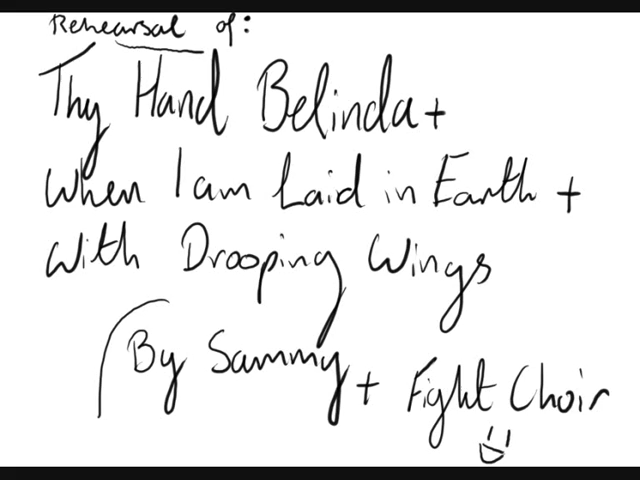 Rehearsal of:
Thy Hand Belinda +
When I am Laid in Earth +
With Drooping Wings
By Sammy + Fight Choir